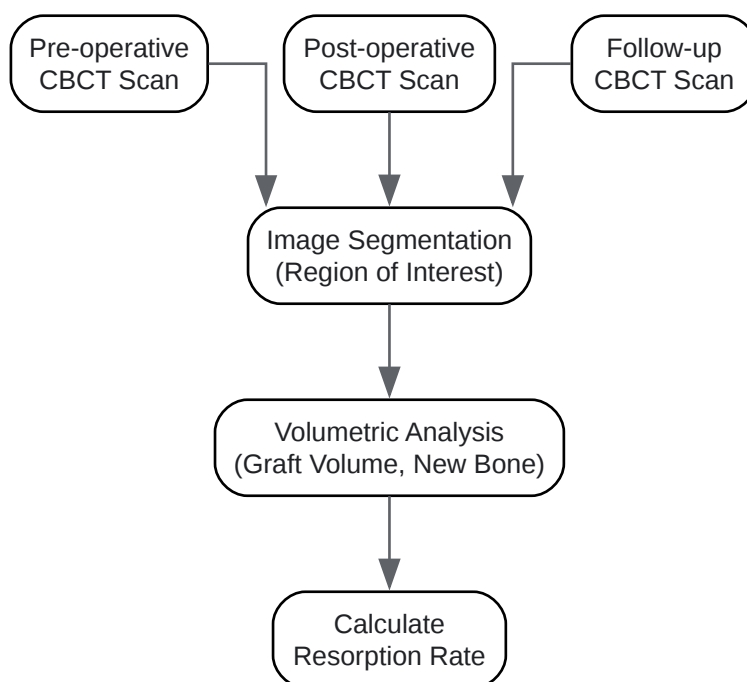 Pre-operative
CBCT Scan
Post-operative
CBCT Scan
Follow-up
CBCT Scan
Image Segmentation
(Region of Interest)
Volumetric Analysis
(Graft Volume, New Bone)
Calculate
Resorption Rate